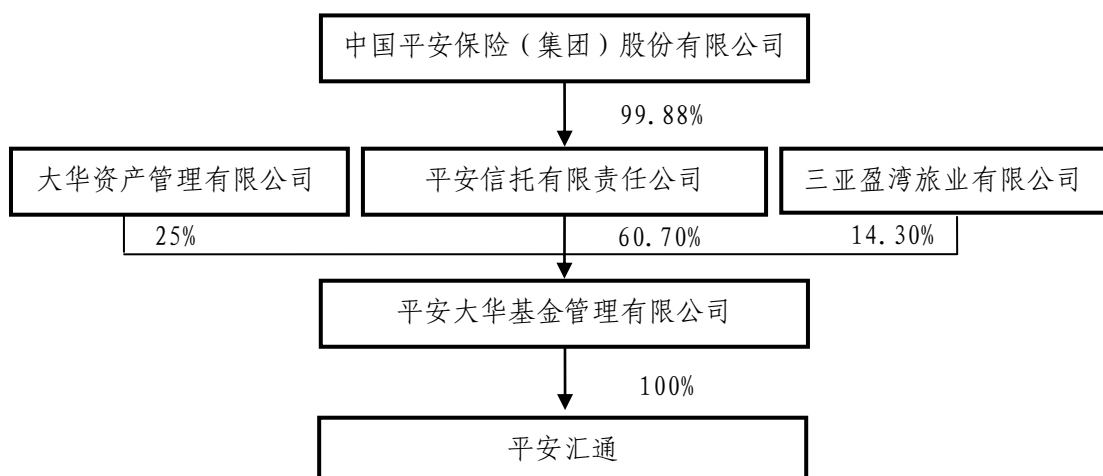 中国平安保险（集团）股份有限公司
99.88%
大华资产管理有限公司
平安信托有限责任公司
三亚盈湾旅业有限公司
25%
60.70%
14.30%
平安大华基金管理有限公司
100%
平安汇通